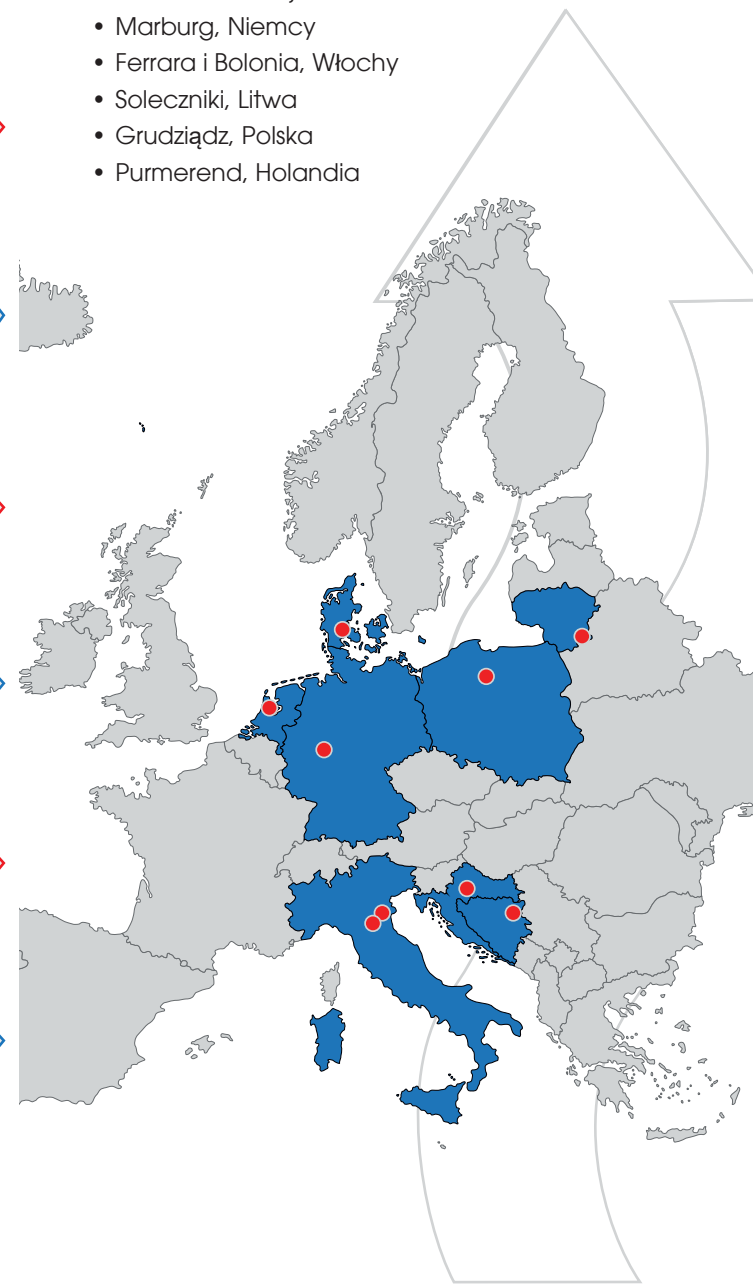 • Marburg, Niemcy
• Ferrara i Bolonia, Włochy
• Soleczniki, Litwa
• Grudziądz, Polska
• Purmerend, Holandia